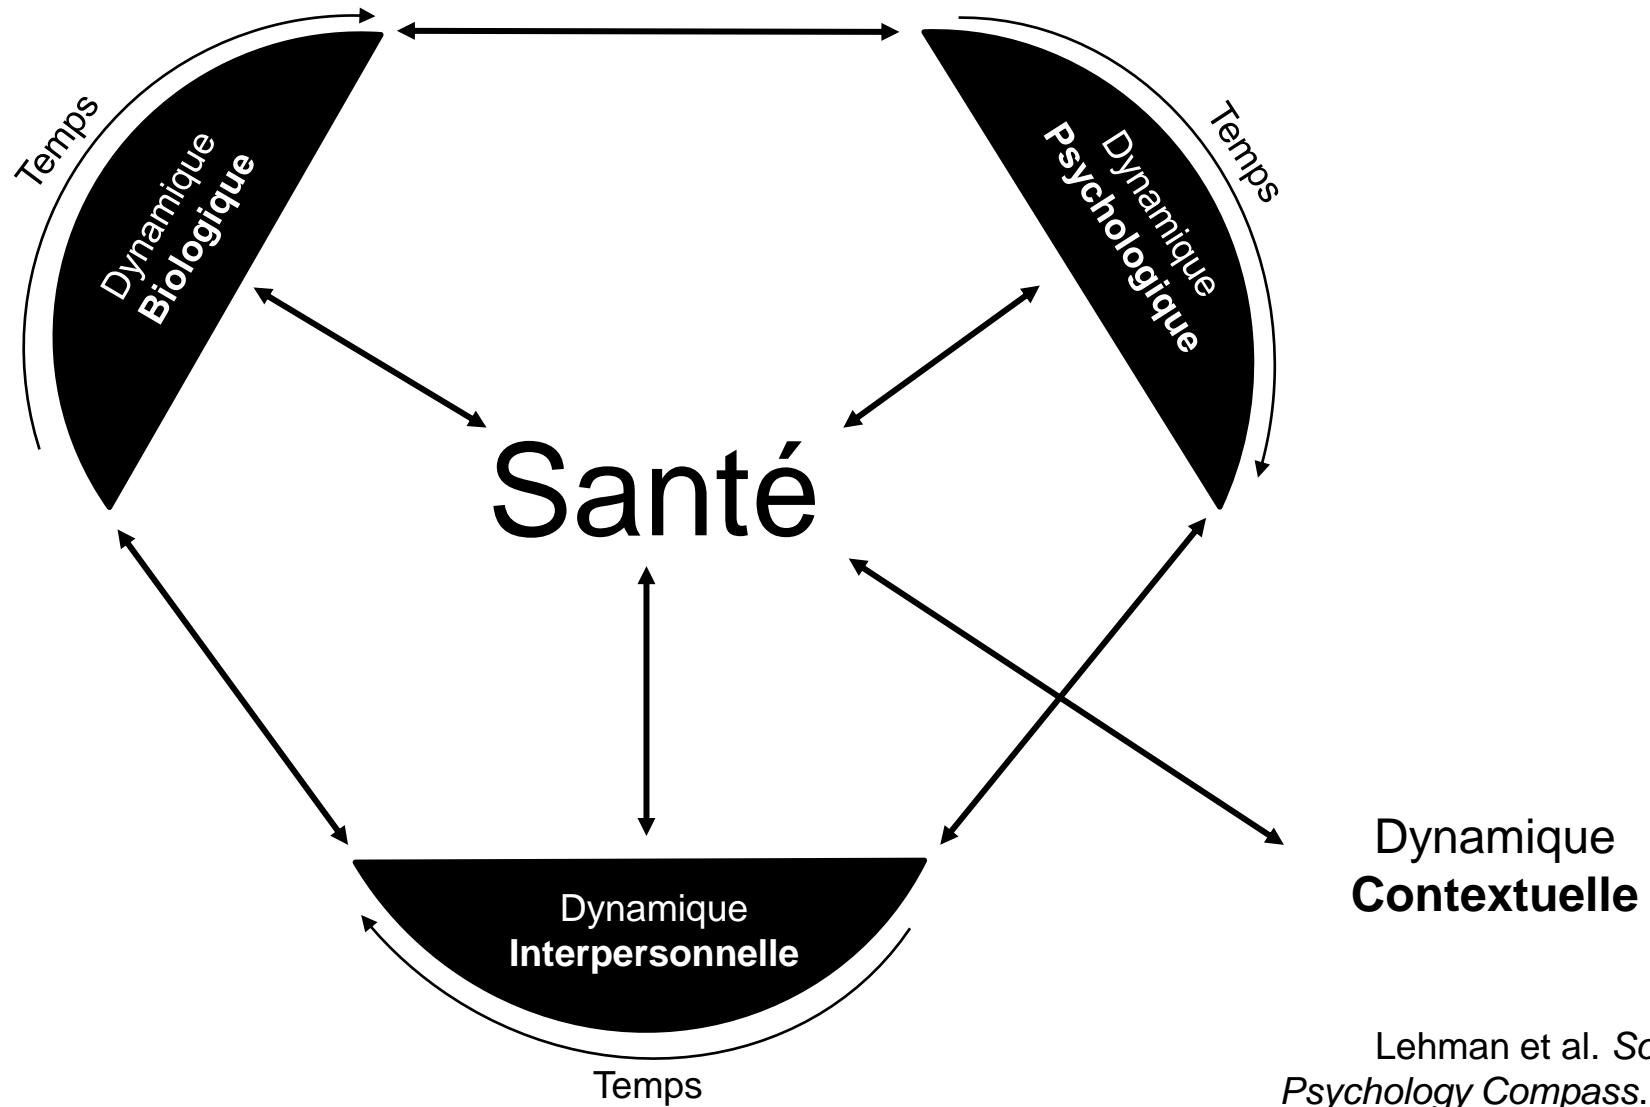 Temps
Dynamique
Biologique
Temps
Dynamique
Psychologique
Santé
Dynamique
Contextuelle
Dynamique
Interpersonnelle
Temps
Lehman et al.
Psychology Compass.